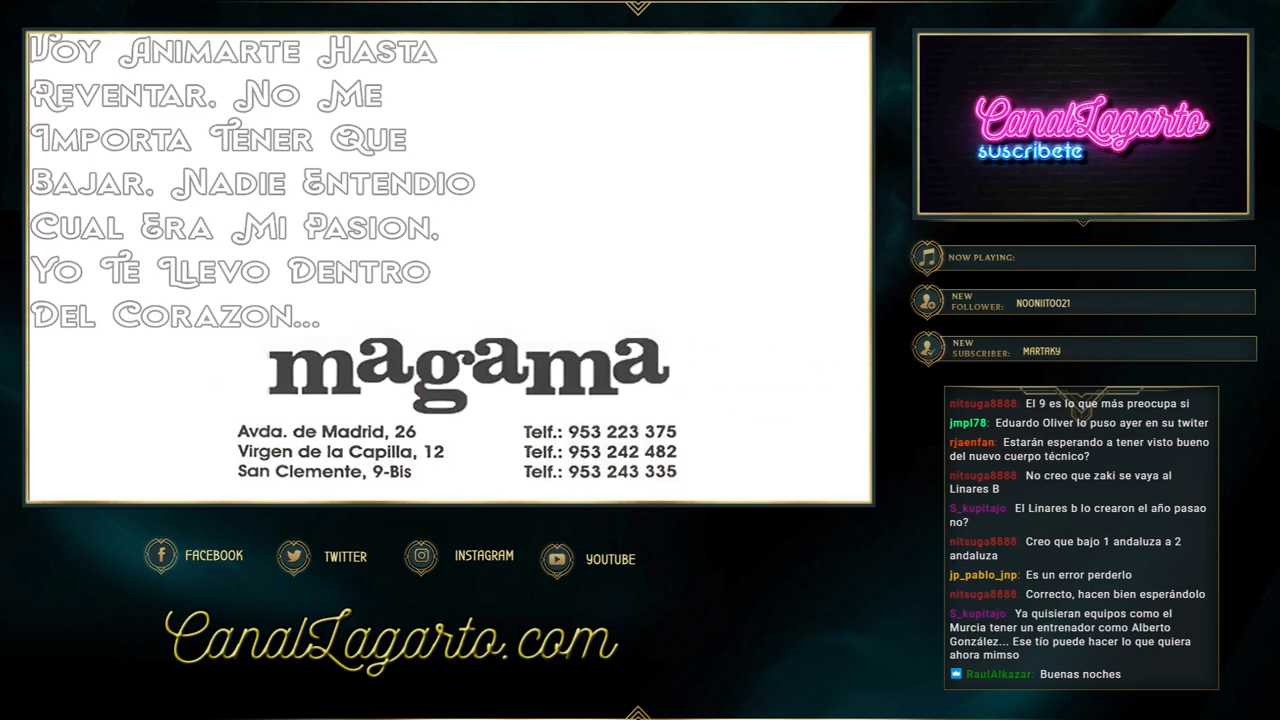 Voy Animarte Hasta
Reventar. No Me
Importa Tener Que
Bajar. Nadie Entendio
Cual Era Mi Pasion.
Yo Te Llevo Dentro
Del Corazon...
magama
Avda. de Madrid, 26 Telf.: 953 223 375
Virgen de la Capilla, 12 Telf.: 953 242 482
San Clemente, 9-Bis Telf.: 953 243 335
FACEBOOK TWITTER INSTAGRAM YOUTUBE
CanalLagarto.com
CanalLagarto
suscribete
NOW PLAYING:
NEW FOLLOWER: NOONIITOO21
NEW SUBSCRIBER: MARTAKY
nitsuga8888: El 9 es lo que más preocupa si
jmpl78: Eduardo Oliver lo puso ayer en su twiter
rjaenfan: Estarán esperando a tener visto bueno
del nuevo cuerpo técnico?
nitsuga8888: No creo que zaki se vaya al
Linares B
S_kupitajo: El Linares b lo crearon el año pasao
no?
nitsuga8888: Creo que bajo 1 andaluza a 2
andaluza
jp_pablo_jnp: Es un error perderlo
nitsuga8888: Correcto, hacen bien esperándolo
S_kupitajo: Ya quisieran equipos como el
Murcia tener un entrenador como Alberto
González... Ese tío puede hacer lo que quiera
ahora mimso
RaulAlkazar: Buenas noches